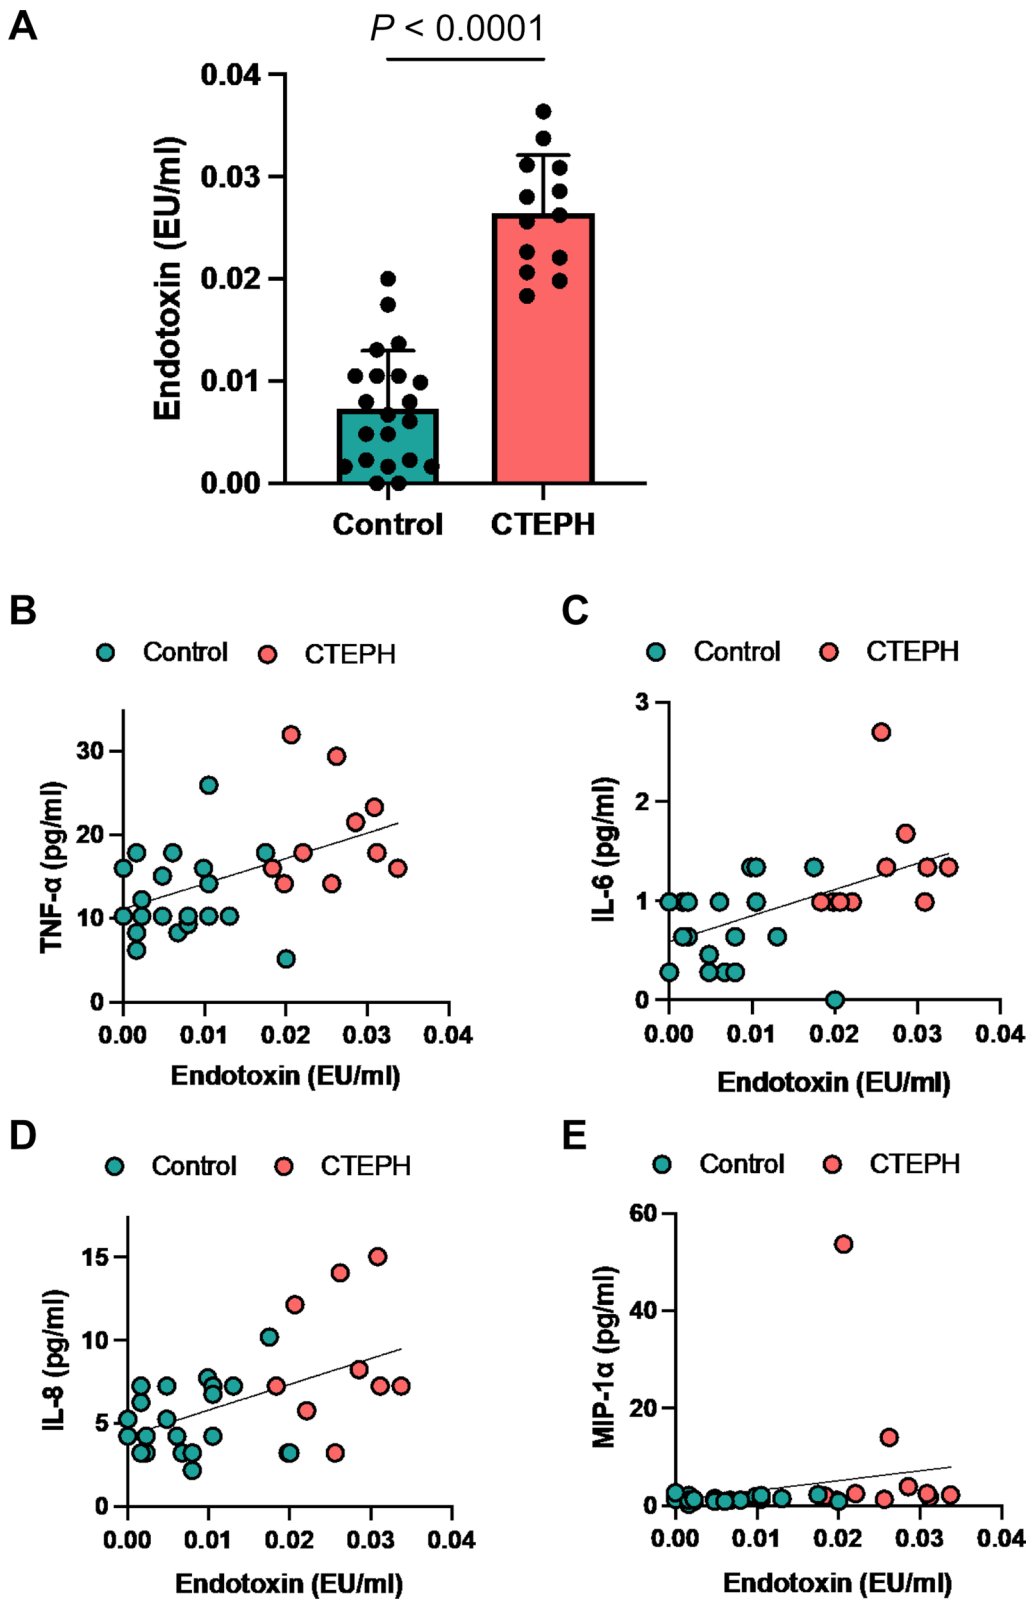 A
P < 0.0001
Endotoxin (EU/ml)
0.04
0.03
0.02
0.01
0.00
Control CTEPH
B
Control CTEPH
TNF-α (pg/ml)
30
20
10
0
0.00 0.01 0.02 0.03 0.04
Endotoxin (EU/ml)
C
Control CTEPH
IL-6 (pg/ml)
3
2
1
0
0.00 0.01 0.02 0.03 0.04
Endotoxin (EU/ml)
D
Control CTEPH
IL-8 (pg/ml)
15
10
5
0
0.00 0.01 0.02 0.03 0.04
Endotoxin (EU/ml)
E
Control CTEPH
MIP-1α (pg/ml)
60
40
20
0
0.00 0.01 0.02 0.03 0.04
Endotoxin (EU/ml)